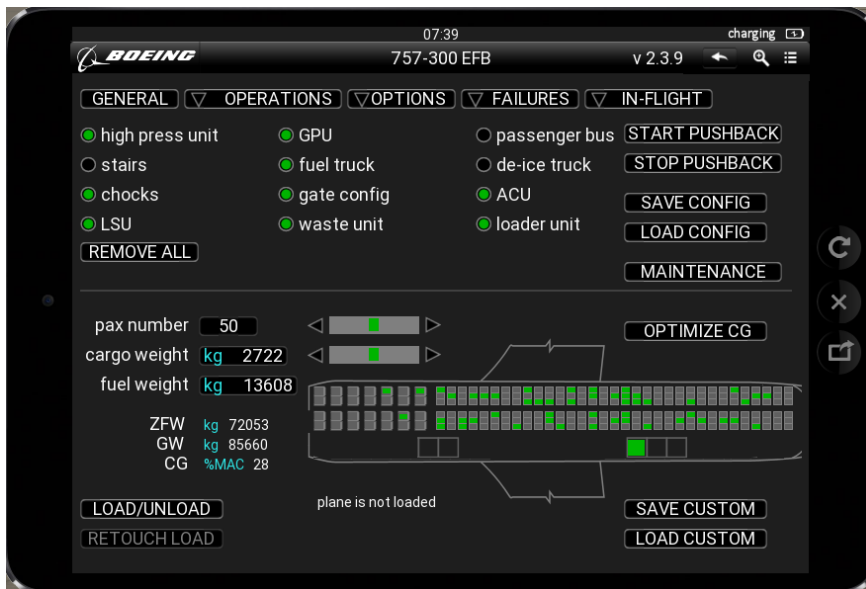 07:39 charging
BOEING 757-300 EFB v 2.3.9
GENERAL OPERATIONS OPTIONS FAILURES IN-FLIGHT
high press unit GPU passenger bus START PUSHBACK
stairs fuel truck de-ice truck STOP PUSHBACK
chocks gate config ACU SAVE CONFIG
LSU waste unit loader unit LOAD CONFIG
REMOVE ALL
MAINTENANCE
pax number 50 OPTIMIZE CG
cargo weight kg 2722
fuel weight kg 13608
ZFW kg 72053
GW kg 85660
CG %MAC 28
plane is not loaded
LOAD/UNLOAD SAVE CUSTOM
RETOUCH LOAD LOAD CUSTOM